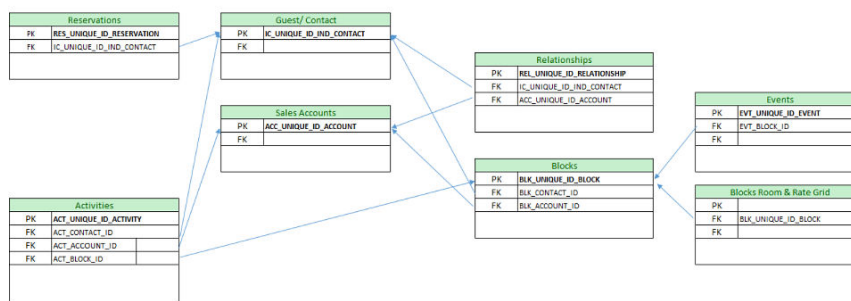 Reservations
PK RES_UNIQUE_ID_RESERVATION
FK IC_UNIQUE_ID_IND_CONTACT
Guest/ Contact
PK IC_UNIQUE_ID_IND_CONTACT
FK
Relationships
PK REL_UNIQUE_ID_RELATIONSHIP
FK IC_UNIQUE_ID_IND_CONTACT
FK ACC_UNIQUE_ID_ACCOUNT
Sales Accounts
PK ACC_UNIQUE_ID_ACCOUNT
FK
Events
PK EVT_UNIQUE_ID_EVENT
FK EVT_BLOCK_ID
FK
Blocks
PK BLK_UNIQUE_ID_BLOCK
FK BLK_CONTACT_ID
FK BLK_ACCOUNT_ID
Blocks Room & Rate Grid
PK
FK BLK_UNIQUE_ID_BLOCK
FK
Activities
PK ACT_UNIQUE_ID_ACTIVITY
FK ACT_CONTACT_ID
FK ACT_ACCOUNT_ID
FK ACT_BLOCK_ID